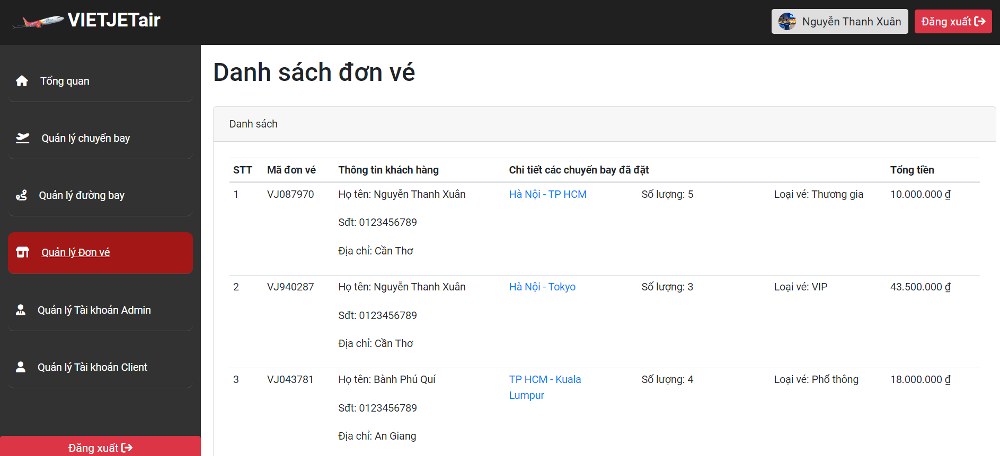 VIETJETair
Nguyễn Thanh Xuân
Đăng xuất
Tổng quan
Quản lý chuyến bay
Quản lý đường bay
Quản lý Đơn vé
Quản lý Tài khoản Admin
Quản lý Tài khoản Client
Đăng xuất
Danh sách đơn vé
Danh sách
STT Mã đơn vé Thông tin khách hàng Chi tiết các chuyến bay đã đặt Tổng tiền
1 VJ087970 Họ tên: Nguyễn Thanh Xuân Hà Nội - TP HCM Số lượng: 5 Loại vé: Thương gia 10.000.000 ₫
Sđt: 0123456789
Địa chỉ: Cần Thơ
2 VJ940287 Họ tên: Nguyễn Thanh Xuân Hà Nội - Tokyo Số lượng: 3 Loại vé: VIP 43.500.000 ₫
Sđt: 0123456789
Địa chỉ: Cần Thơ
3 VJ043781 Họ tên: Bành Phú Quí TP HCM - Kuala Số lượng: 4 Loại vé: Phổ thông 18.000.000 ₫
Lumpur
Sđt: 0123456789
Địa chỉ: An Giang